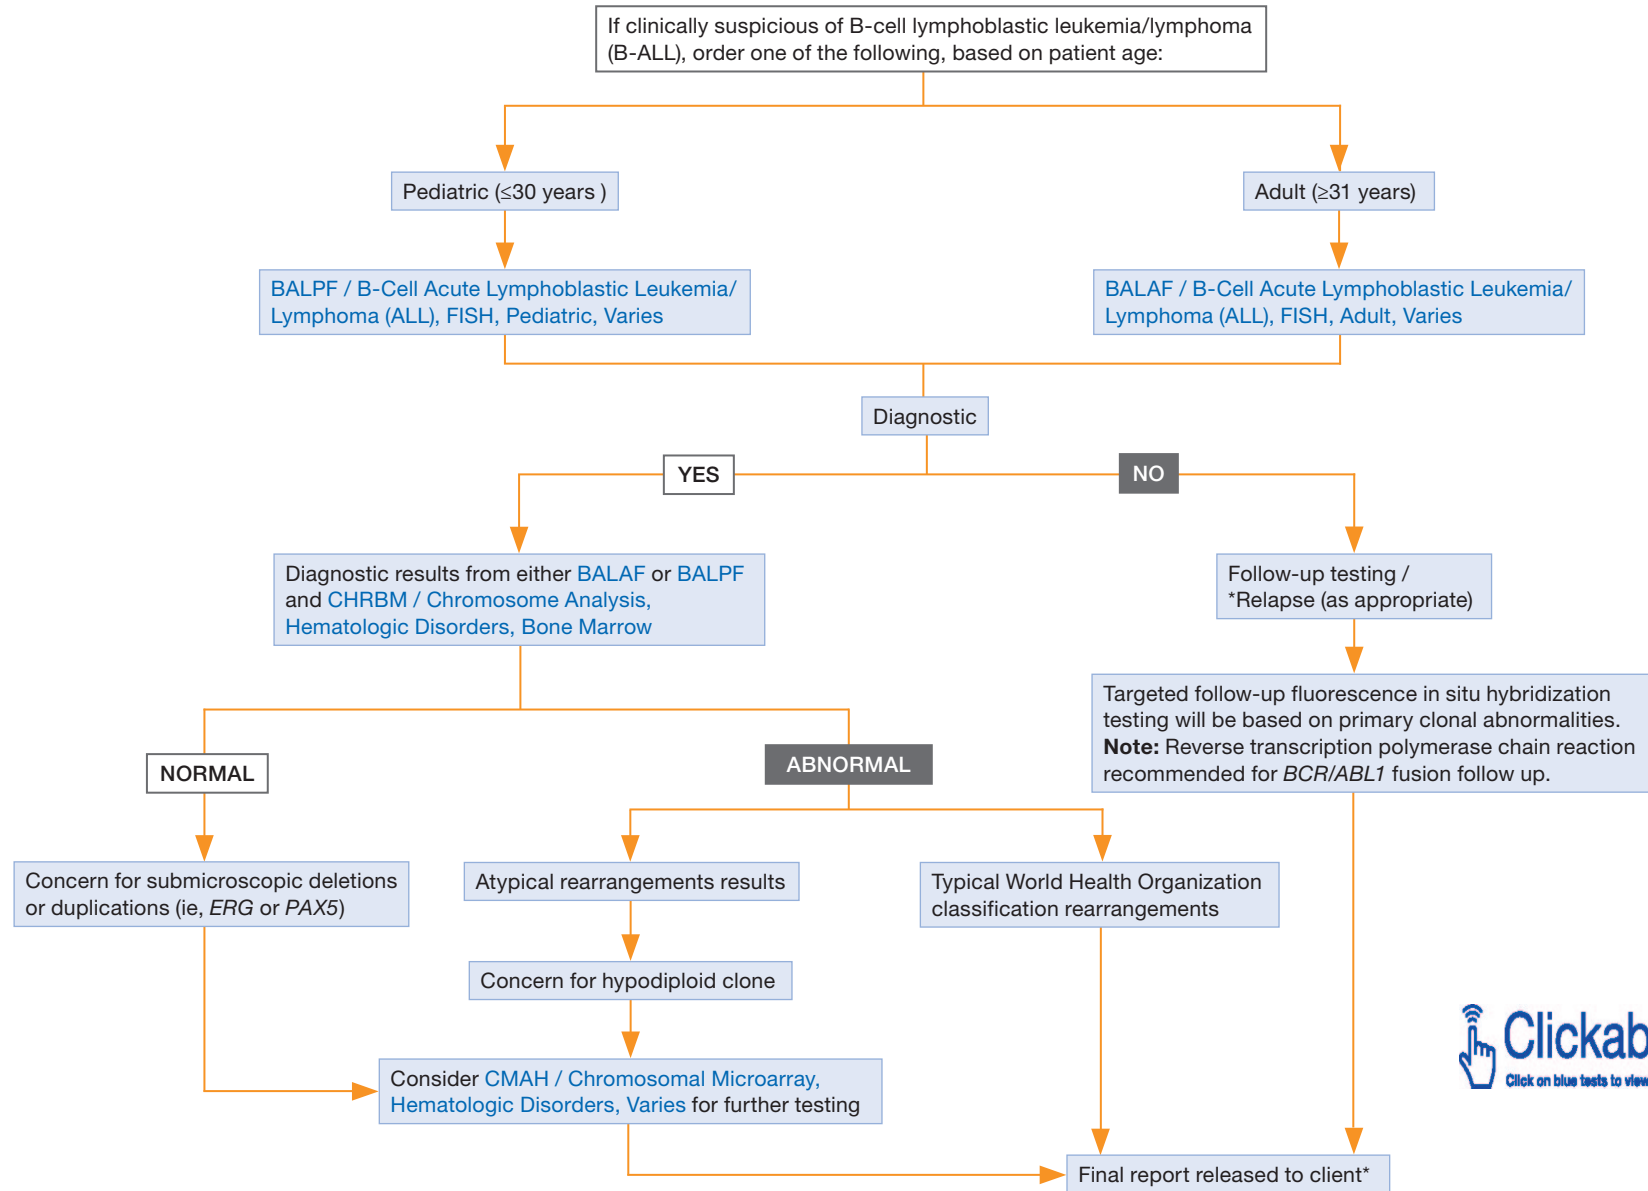 If clinically suspicious of B-cell lymphoblastic leukemia/lymphoma
(B-ALL), order one of the following, based on patient age:
Pediatric (≤30 years )
Adult (≥31 years)
BALPF / B-Cell Acute Lymphoblastic Leukemia/
Lymphoma (ALL), FISH, Pediatric, Varies
BALAF / B-Cell Acute Lymphoblastic Leukemia/
Lymphoma (ALL), FISH, Adult, Varies
Diagnostic
YES
NO
Diagnostic results from either BALAF or BALPF
and CHRBM / Chromosome Analysis,
Hematologic Disorders, Bone Marrow
Follow-up testing /
*Relapse (as appropriate)
Targeted follow-up fluorescence in situ hybridization
testing will be based on primary clonal abnormalities.
Note: Reverse transcription polymerase chain reaction
recommended for BCR/ABL1 fusion follow up.
NORMAL
ABNORMAL
Concern for submicroscopic deletions
or duplications (ie, ERG or PAX5)
Atypical rearrangements results
Typical World Health Organization
classification rearrangements
Concern for hypodiploid clone
Consider CMAH / Chromosomal Microarray,
Hematologic Disorders, Varies for further testing
Final report released to client*
Clickab
Click on blue tests to view